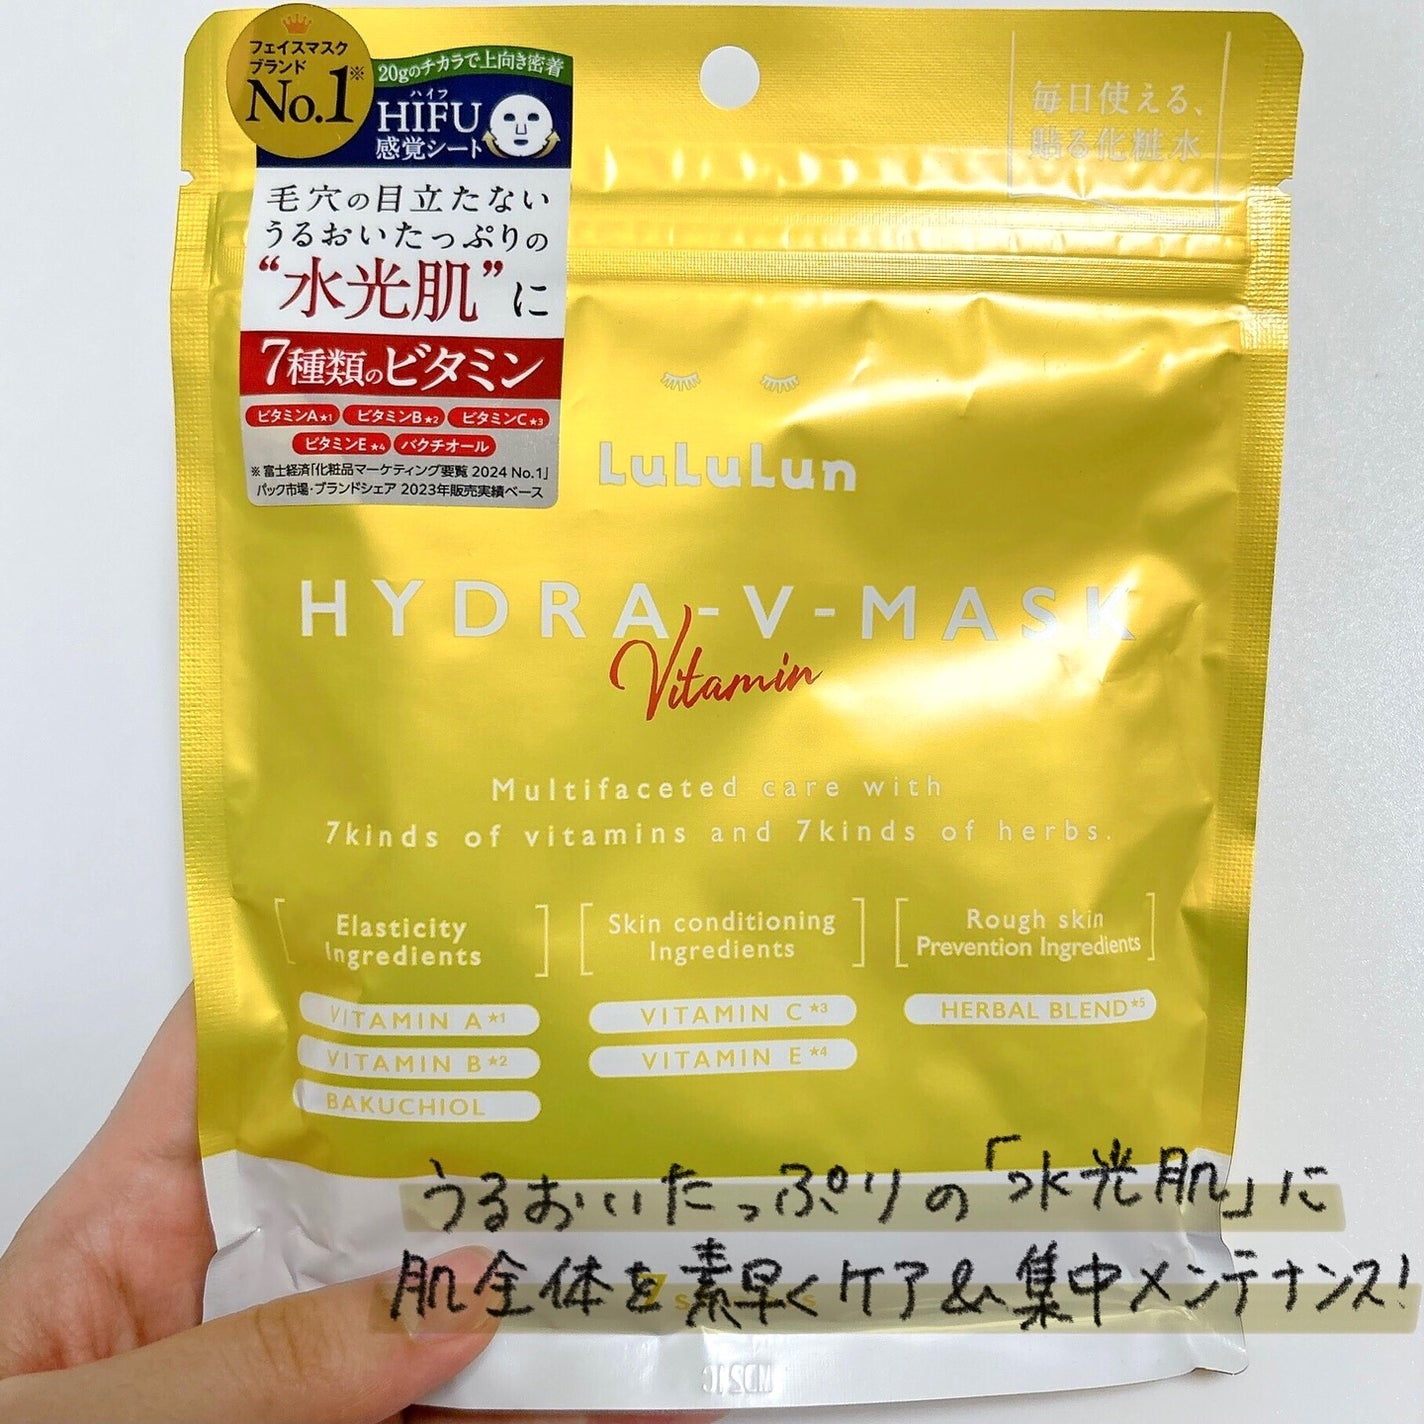 フェイスマスク
ブランド
No.1※
20gのチカラで上向き密着
ハイフ
HIFU
感覚シート
毛穴の目立たない
うるおいたっぷりの
“水光肌”に
7種類のビタミン
ビタミンA★1 ビタミンB★2 ビタミンC★3
ビタミンE★4 バクチオール
※富士経済「化粧品マーケティング要覧 2024 No.1」
パック市場・ブランドシェア 2023年販売実績ベース
毎日使える、
貼る化粧水
LuLuLun
HYDRA-V-MASK
Vitamin
Multifaceted care with
7kinds of vitamins and 7kinds of herbs.
Elasticity
Ingredients
VITAMIN A★1
VITAMIN B★2
BAKUCHIOL
Skin conditioning
Ingredients
VITAMIN C★3
VITAMIN E★4
Rough skin
Prevention Ingredients
HERBAL BLEND★5
うるおいたっぷりの「水光肌」に
肌全体を素早くケア&集中メンテナンス!